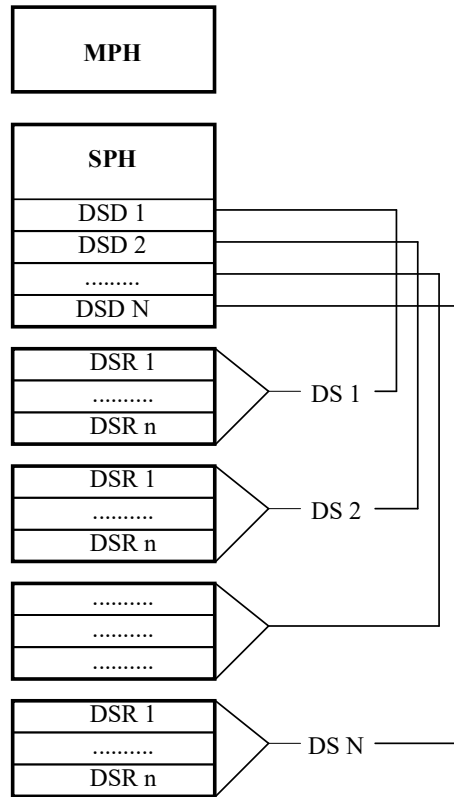 MPH
SPH
DSD 1
DSD 2
.........
DSD N
DSR 1
..........
DSR n
DS 1
DSR 1
..........
DSR n
DS 2
..........
..........
..........
DSR 1
..........
DSR n
DS N